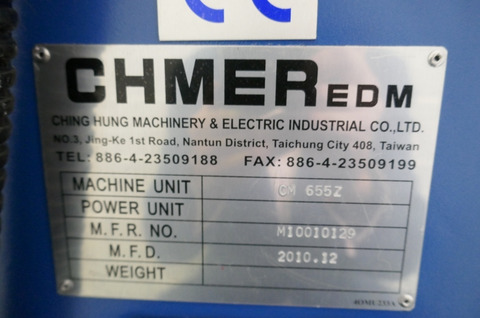 CE
CHMER EDM
CHING HUNG MACHINERY & ELECTRIC INDUSTRIAL CO.,LTD.
NO.3, Jing-Ke 1st Road, Nantun District, Taichung City 408, Taiwan
TEL: 886-4-23509188 FAX: 886-4-23509199
MACHINE UNIT CM 655Z
POWER UNIT
M.F.R. NO. M10010129
M.F.D. 2010.12
WEIGHT